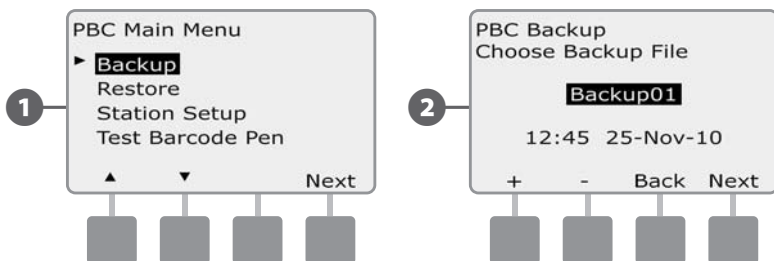 1
PBC Main Menu
Backup
Restore
Station Setup
Test Barcode Pen
Next
2
PBC Backup
Choose Backup File
Backup01
12:45 25-Nov-10
+ - Back Next